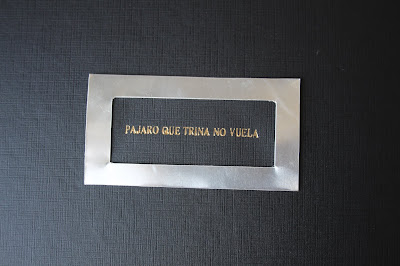 PAJARO QUE TRINA NO VUELA